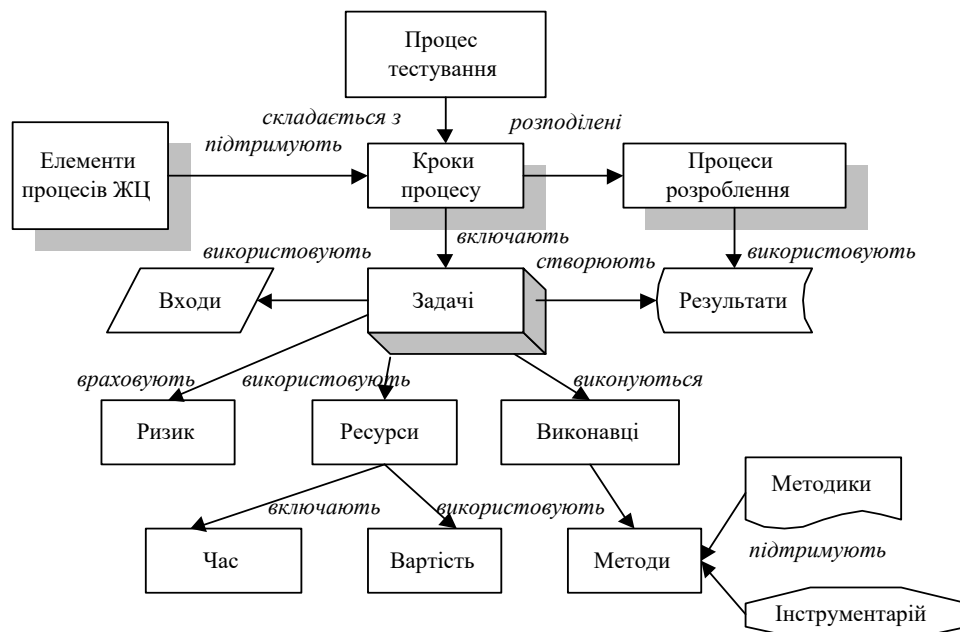 Процес
тестування
складається з
розподілені
підтримують
Елементи
процесів ЖЦ
Кроки
процесу
Процеси
розроблення
включають
використовують
створюють
використовують
Входи
Задачі
Результати
враховують
використовують
виконуються
Ризик
Ресурси
Виконавці
Методики
включають
використовують
підтримують
Час
Вартість
Методи
Інструментарій